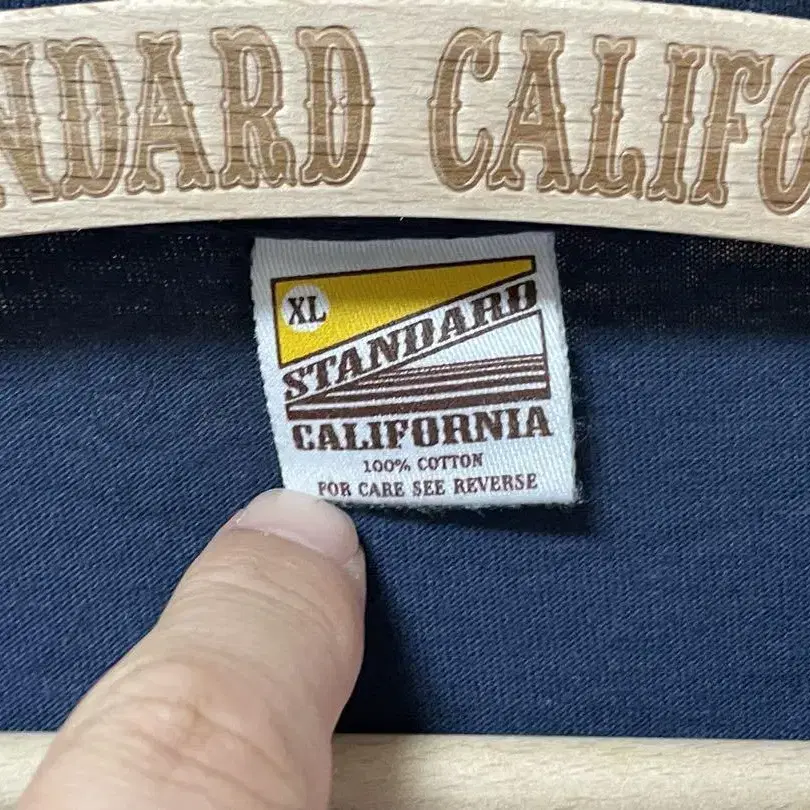 NDARD CALIFO
XL
STANDARD
CALIFORNIA
100% COTTON
FOR CARE SEE REVERSE